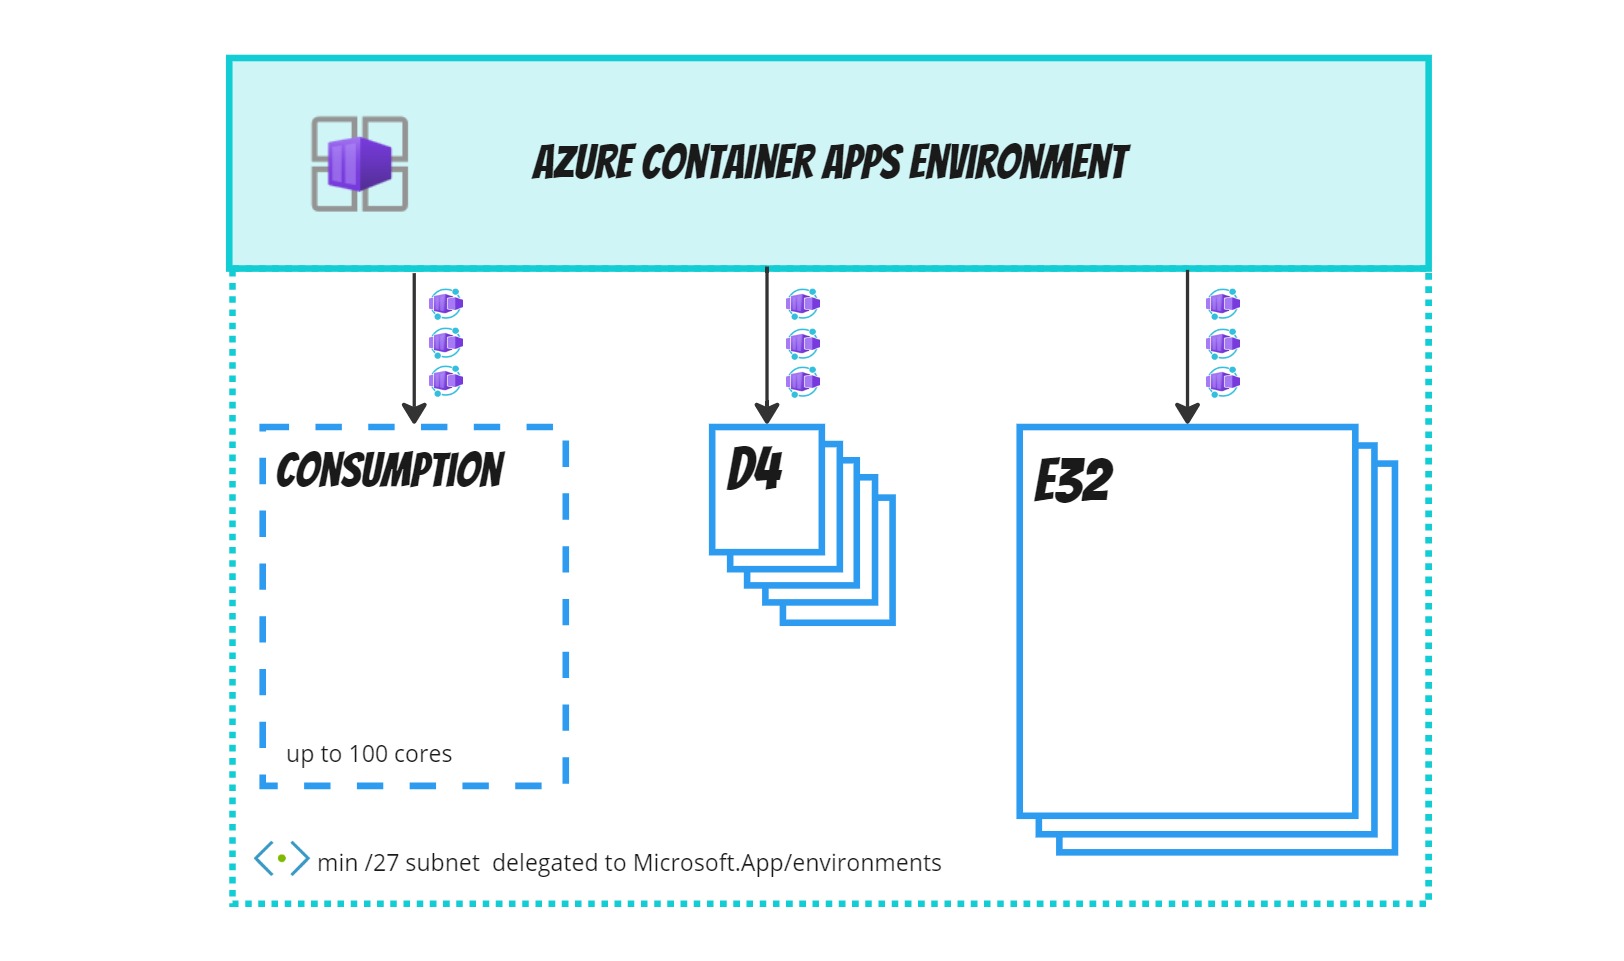 AZURE CONTAINER APPS ENVIRONMENT
CONSUMPTION
D4
E32
up to 100 cores
min /27 subnet  delegated to Microsoft.App/environments